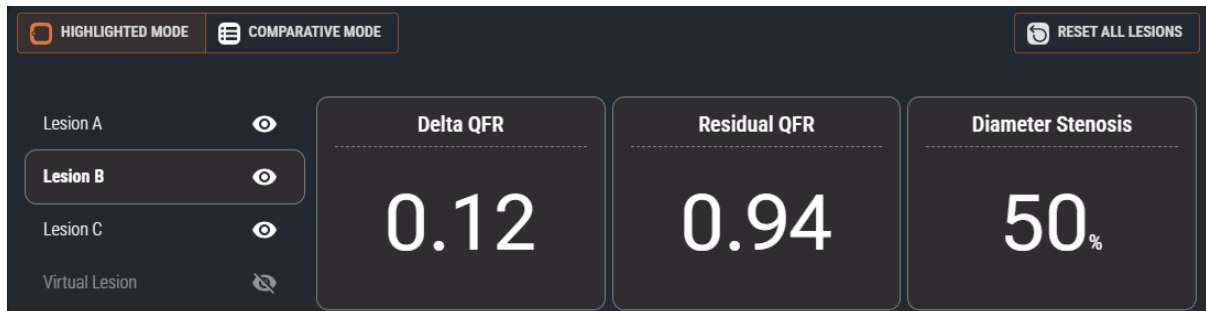 HIGHLIGHTED MODE
COMPARATIVE MODE
RESET ALL LESIONS
Lesion A
Lesion B
Lesion C
Virtual Lesion
Delta QFR
0.12
Residual QFR
0.94
Diameter Stenosis
50%